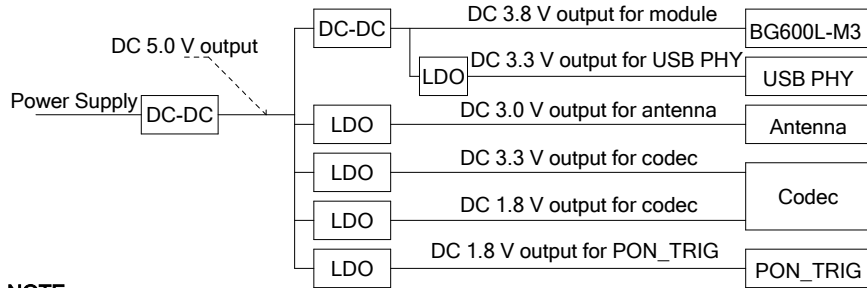 DC 5.0 V output
Power Supply
DC-DC
DC-DC
DC 3.8 V output for module
BG600L-M3
LDO
DC 3.3 V output for USB PHY
USB PHY
LDO
DC 3.0 V output for antenna
Antenna
LDO
DC 3.3 V output for codec
Codec
LDO
DC 1.8 V output for codec
LDO
DC 1.8 V output for PON_TRIG
PON_TRIG
NOTE